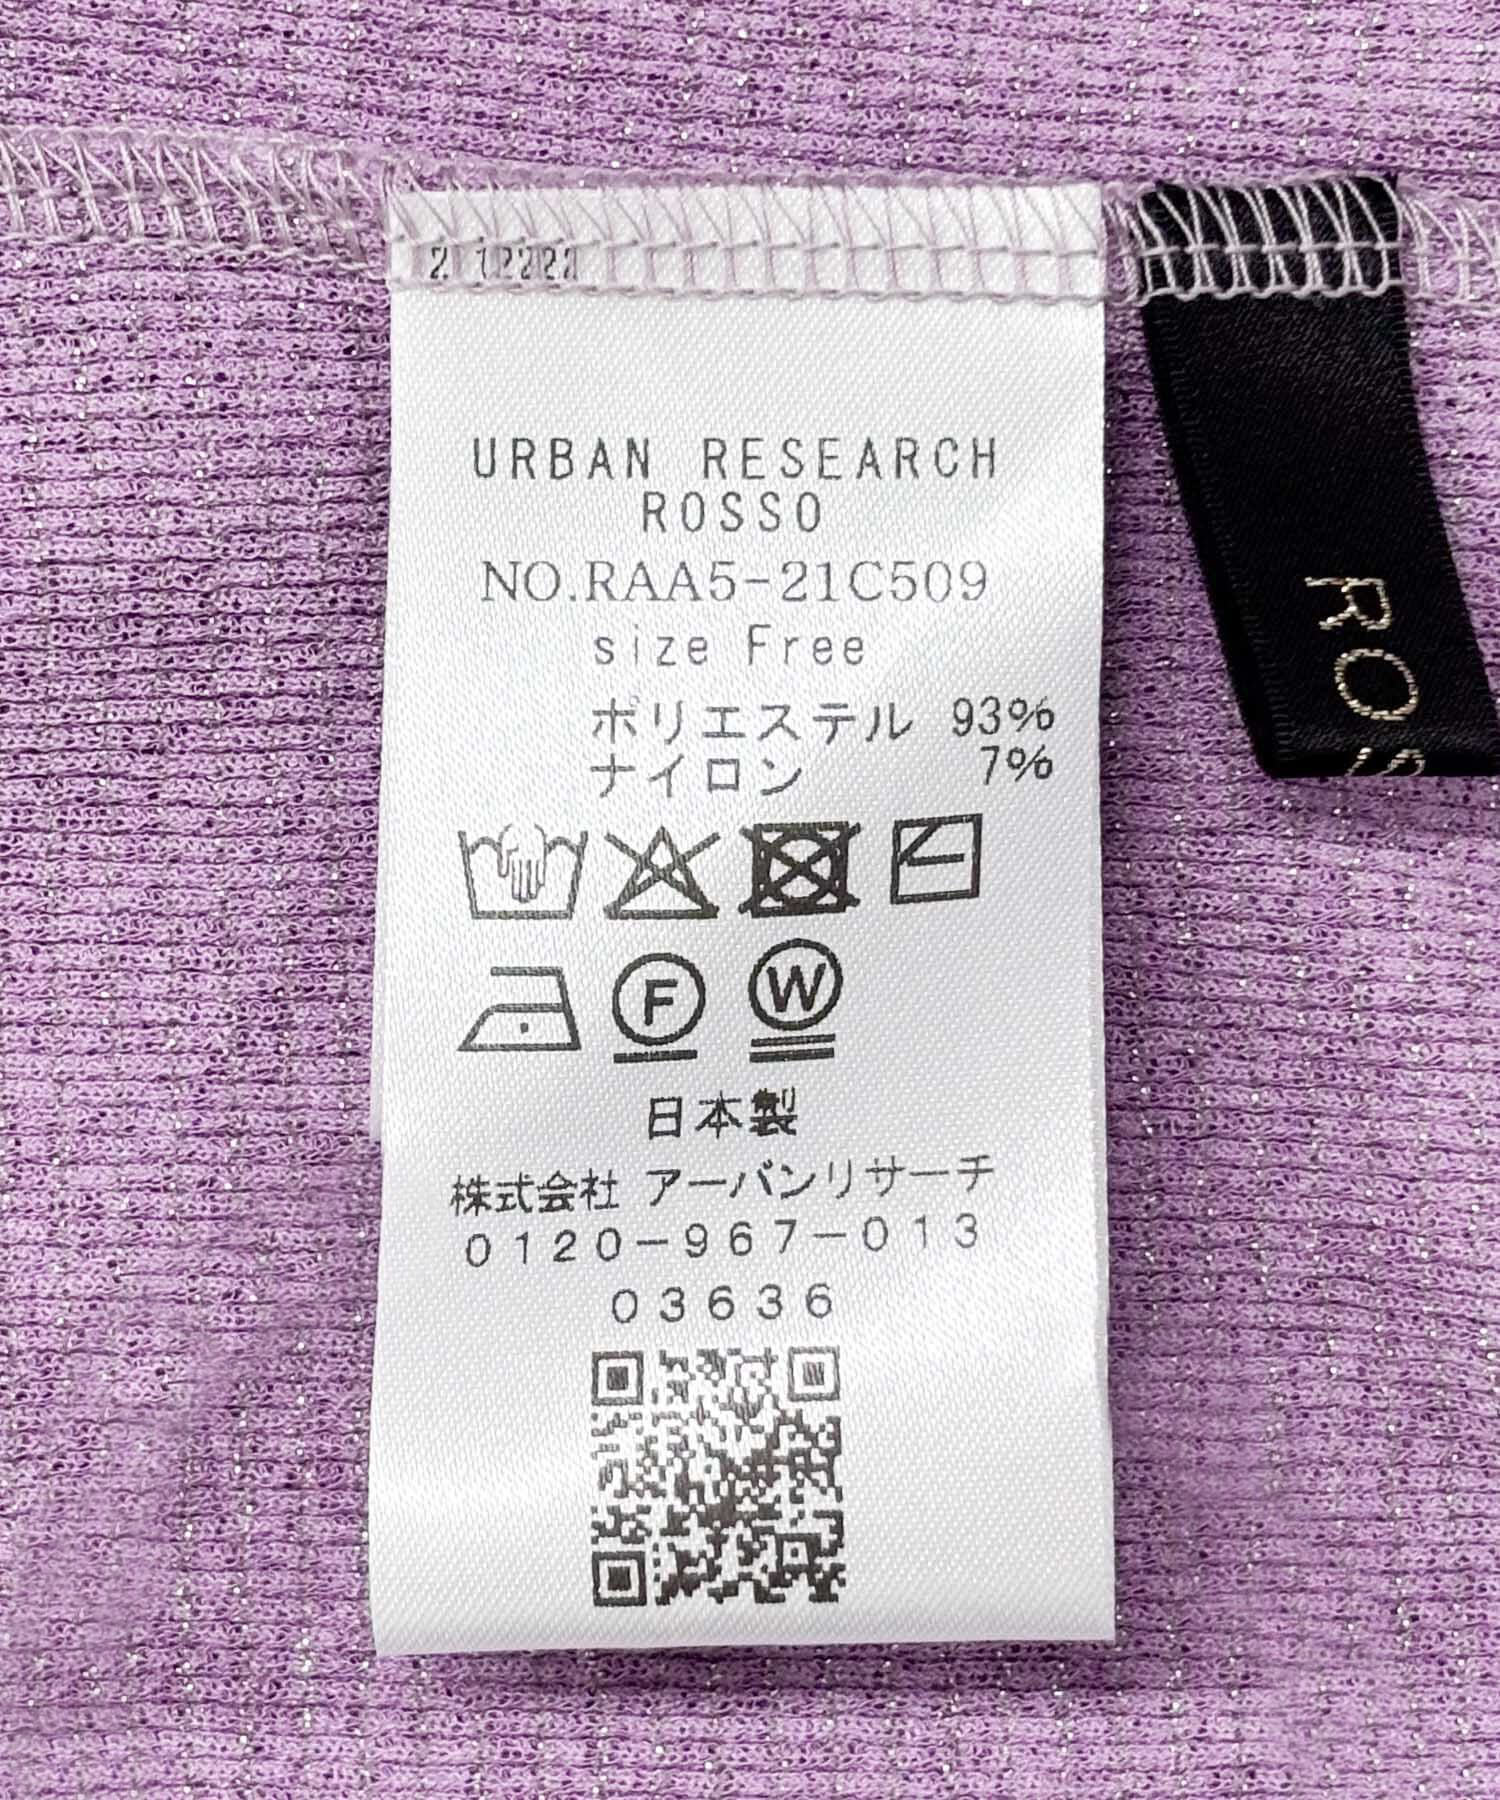 URBAN RESEARCH
ROSSO
NO.RAA5-21C509
size Free
ポリエステル 93%
ナイロン 7%
F W
日本製
株式会社 アーバンリサーチ
0120-967-013
03636
RO